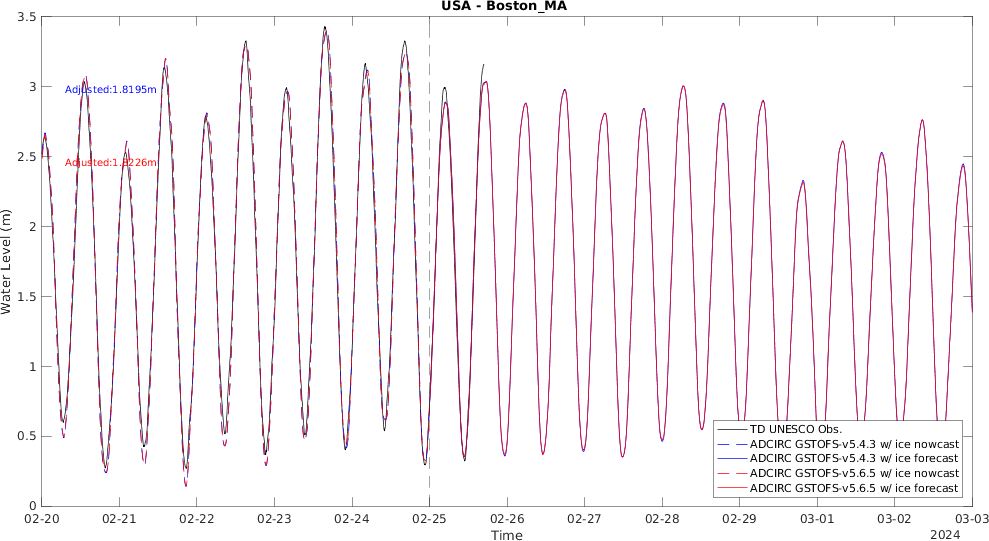 USA - Boston_MA
3.5
3
2.5
2
1.5
1
0.5
0
Water Level (m)
Adjusted:1.8195m
Adjusted:1.8226m
TD UNESCO Obs.
ADCIRC GSTOFS-v5.4.3 w/ ice nowcast
ADCIRC GSTOFS-v5.4.3 w/ ice forecast
ADCIRC GSTOFS-v5.6.5 w/ ice nowcast
ADCIRC GSTOFS-v5.6.5 w/ ice forecast
02-20 02-21 02-22 02-23 02-24 02-25 02-26 02-27 02-28 02-29 03-01 03-02 03-03
Time
2024